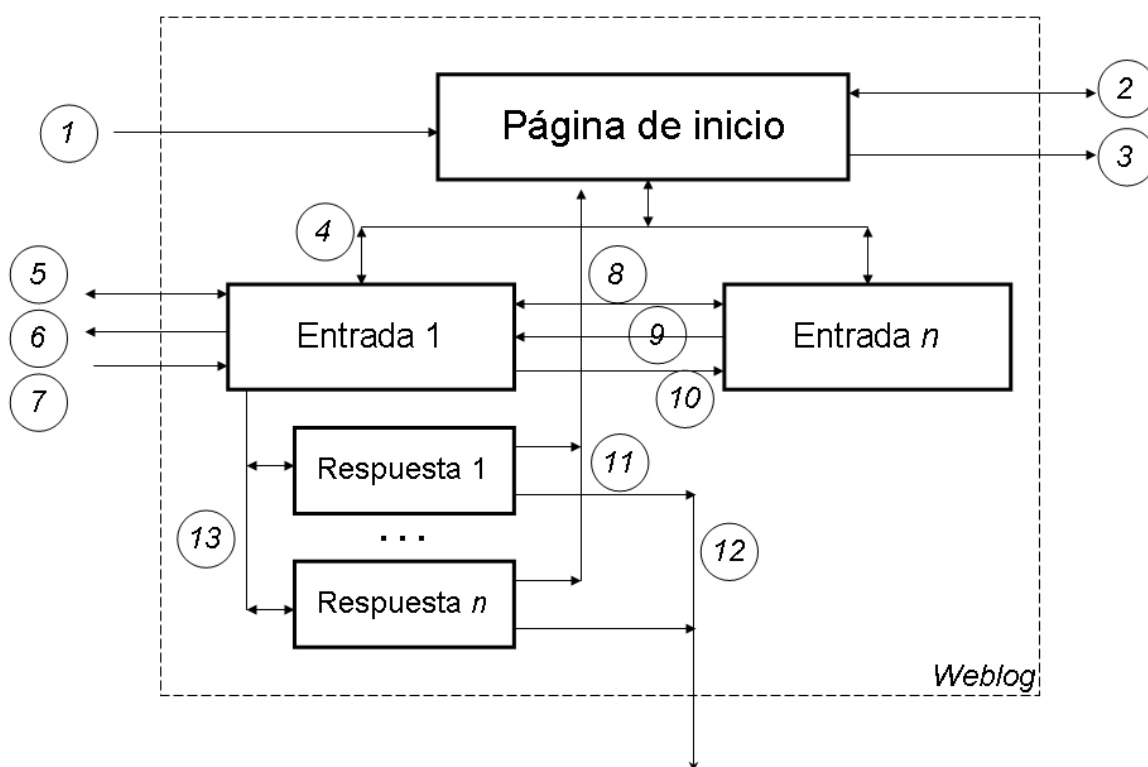 2
1
Página de inicio
3
4
5
8
Entrada 1
9
Entrada n
6
7
10
Respuesta 1
11
...
13
12
Respuesta n
Weblog